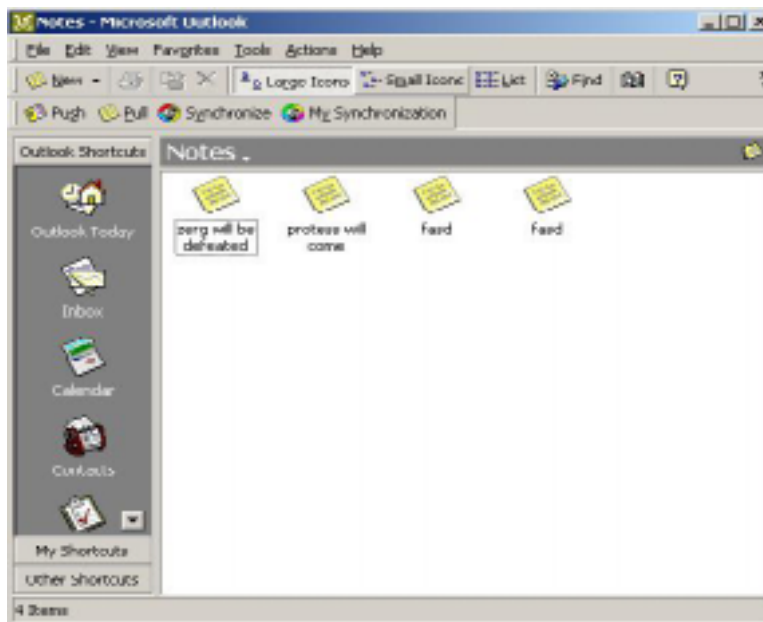 Notes - Microsoft Outlook
File Edit View Favorites Tools Actions Help
New Large Icons Small Icons List Find
Push Pull Synchronize My Synchronization
Outlook Shortcuts Notes .
Outlook Today
zerg will be
defeated
protess will
come
fasd
fasd
Inbox
Calendar
Contacts
My Shortcuts
Other Shortcuts
4 Items